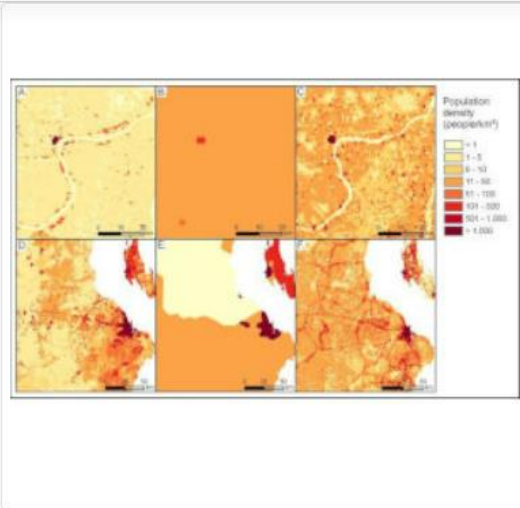 A
B
C
Population
density
(people/km²)
< 1
1 - 5
6 - 10
11 - 50
51 - 100
101 - 500
501 - 1,000
> 1,000
D
E
F